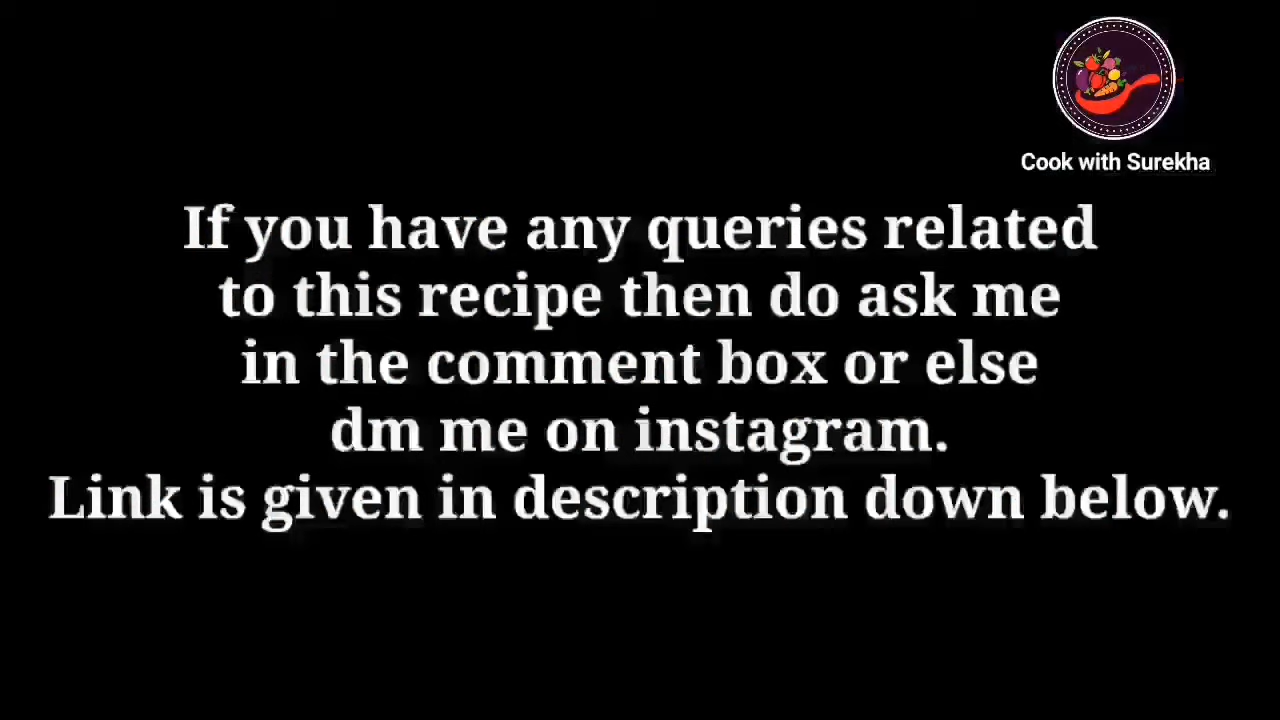 Cook with Surekha
If you have any queries related
to this recipe then do ask me
in the comment box or else
dm me on instagram.
Link is given in description down below.